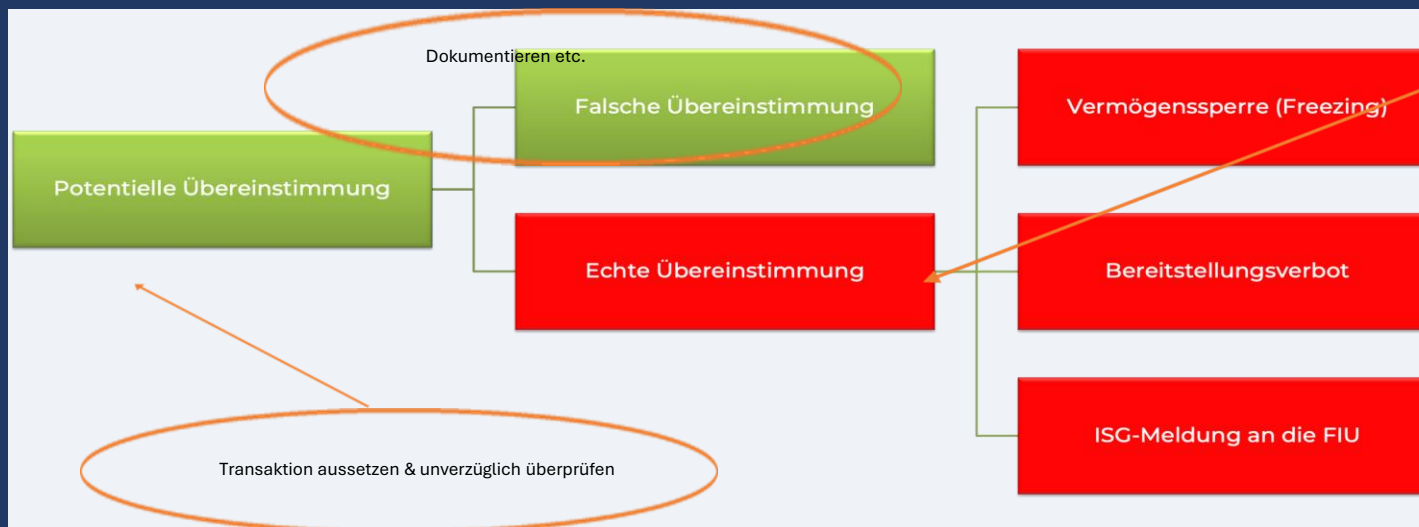 Dokumentieren etc.
Falsche Übereinstimmung
Vermögenssperre (Freezing)
Potentielle Übereinstimmung
Echte Übereinstimmung
Bereitstellungsverbot
ISG-Meldung an die FIU
Transaktion aussetzen & unverzüglich überprüfen